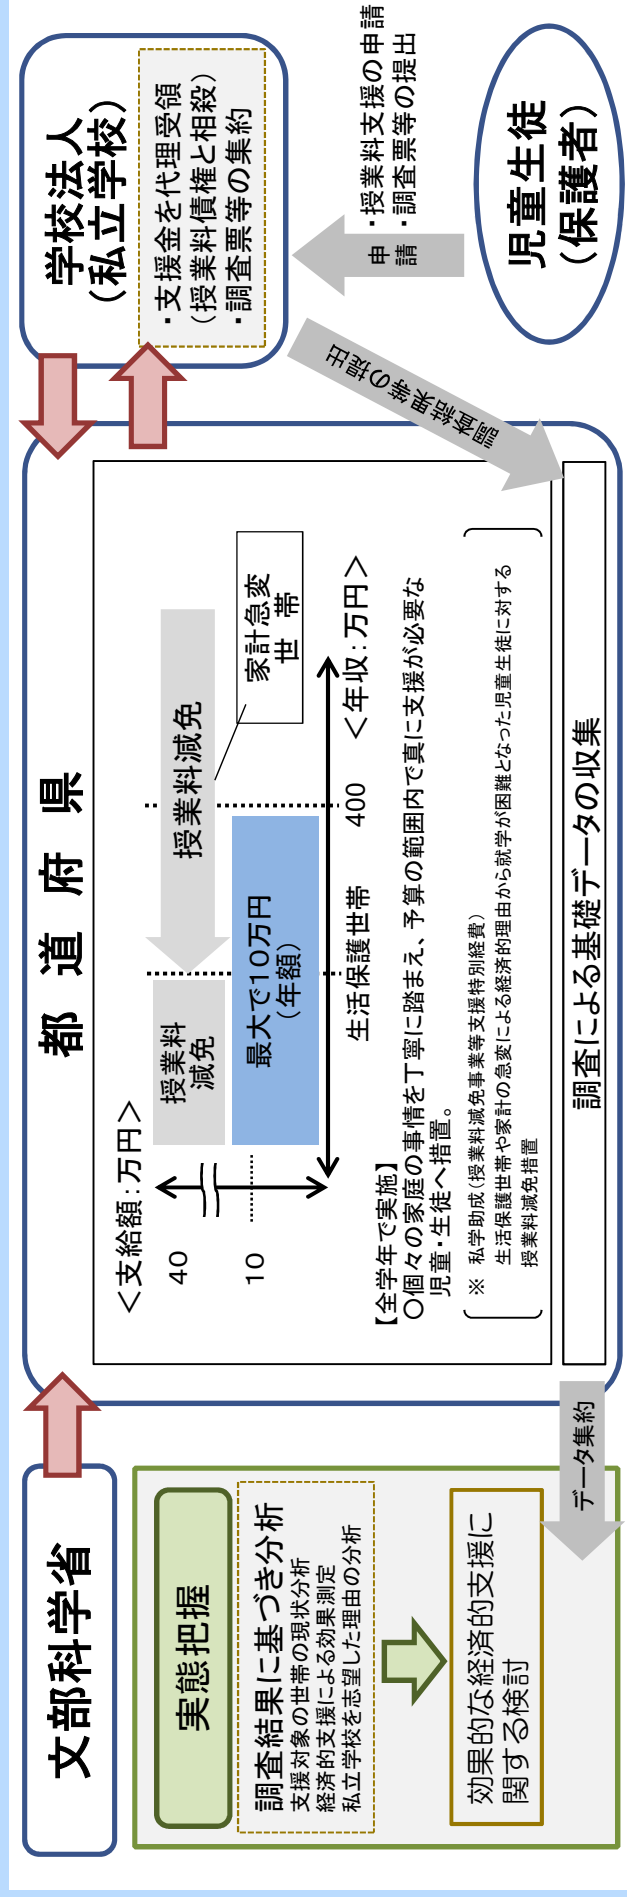 文部科学省
実態把握
調査結果に基づき分析
支援対象の世帯の現状分析
経済的支援による効果測定
私立学校を志望した理由の分析
効果的な経済的支援に
関する検討
データ集約
都道府県
＜支給額：万円＞
40
10
授業料
減免
授業料減免
最大で10万円
（年額）
家計急変
世帯
生活保護世帯
400
＜年収：万円＞
【全学年で実施】
〇個々の家庭の事情を丁寧に踏まえ、予算の範囲内で真に支援が必要な
児童・生徒へ措置。
※ 私学助成（授業料減免事業等支援特別経費）
生活保護世帯や家計の急変による経済的理由から就学が困難となった児童生徒に対する
授業料減免措置
調査による基礎データの収集
学校法人
（私立学校）
・支援金を代理受領
（授業料債権と相殺）
・調査票等の集約
調査結果等の提出
申請
・授業料支援の申請
・調査票等の提出
児童生徒
（保護者）